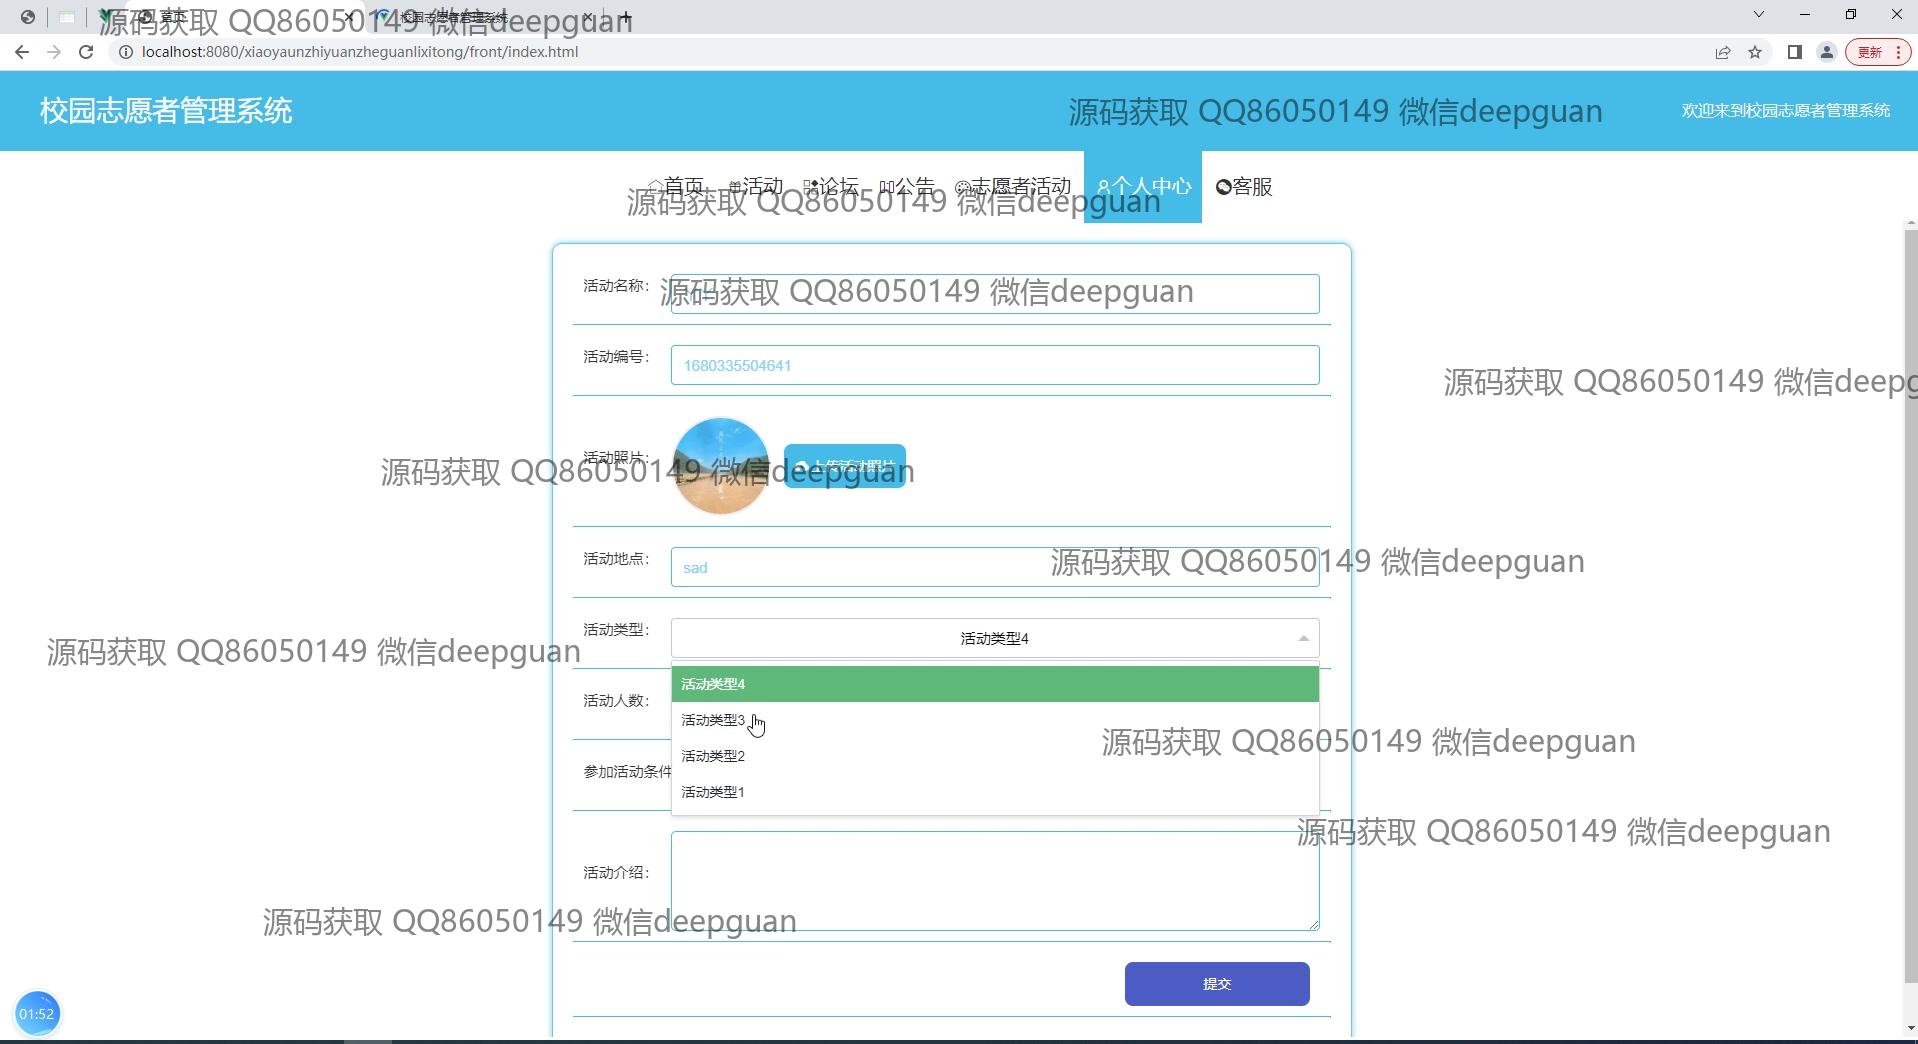 首页
校园志愿者管理系统
localhost:8080/xiaoyaunzhiyuanzheguanlixitong/front/index.html
更新
源码获取 QQ86050149 微信deepguan
校园志愿者管理系统
源码获取 QQ86050149 微信deepguan
欢迎来到校园志愿者管理系统
首页 活动 论坛 公告 志愿者活动 个人中心 客服
源码获取 QQ86050149 微信deepguan
活动名称：
源码获取 QQ86050149 微信deepguan
活动编号：
1680335504641
源码获取 QQ86050149 微信deepg
活动照片：
上传活动照片
源码获取 QQ86050149 微信deepguan
活动地点：
sad
源码获取 QQ86050149 微信deepguan
活动类型：
活动类型4
源码获取 QQ86050149 微信deepguan
活动类型4
活动人数：
活动类型3
源码获取 QQ86050149 微信deepguan
活动类型2
参加活动条件
活动类型1
源码获取 QQ86050149 微信deepguan
活动介绍：
源码获取 QQ86050149 微信deepguan
提交
01:52